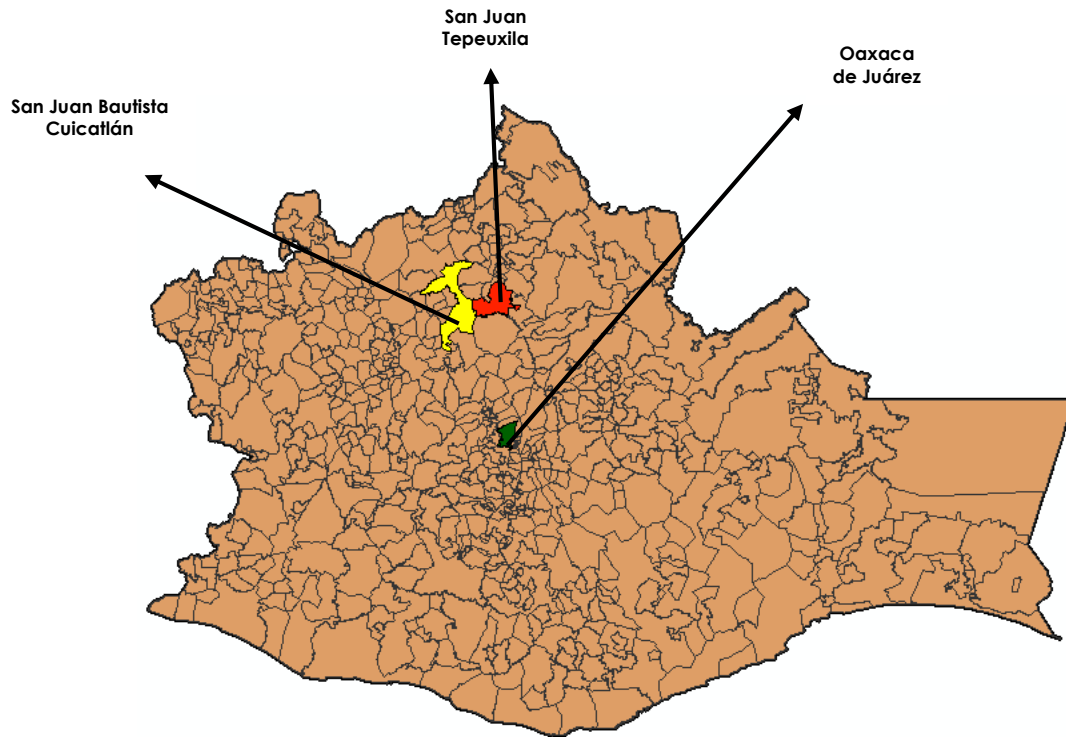 San Juan
Tepeuxila
Oaxaca
de Juárez
San Juan Bautista
Cuicatlán